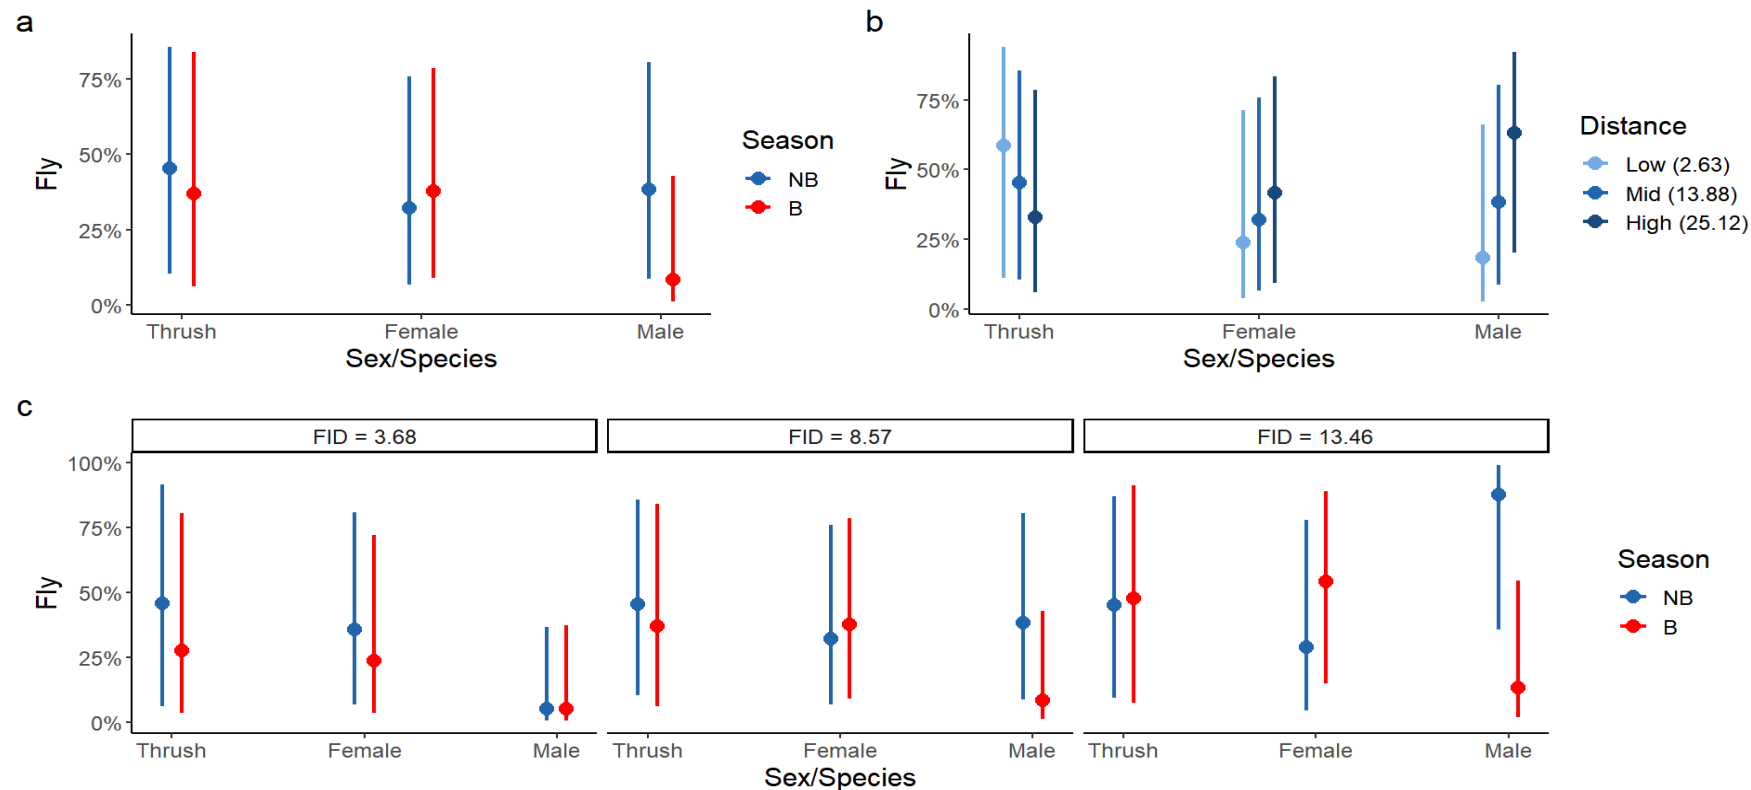 a
75%
50%
25%
0%
Fly
Thrush Female Male
Sex/Species
Season
NB
B
b
75%
50%
25%
0%
Fly
Thrush Female Male
Sex/Species
Distance
Low (2.63)
Mid (13.88)
High (25.12)
c
FID = 3.68 FID = 8.57 FID = 13.46
100%
75%
50%
25%
0%
Fly
Thrush Female Male Thrush Female Male Thrush Female Male
Sex/Species
Season
NB
B